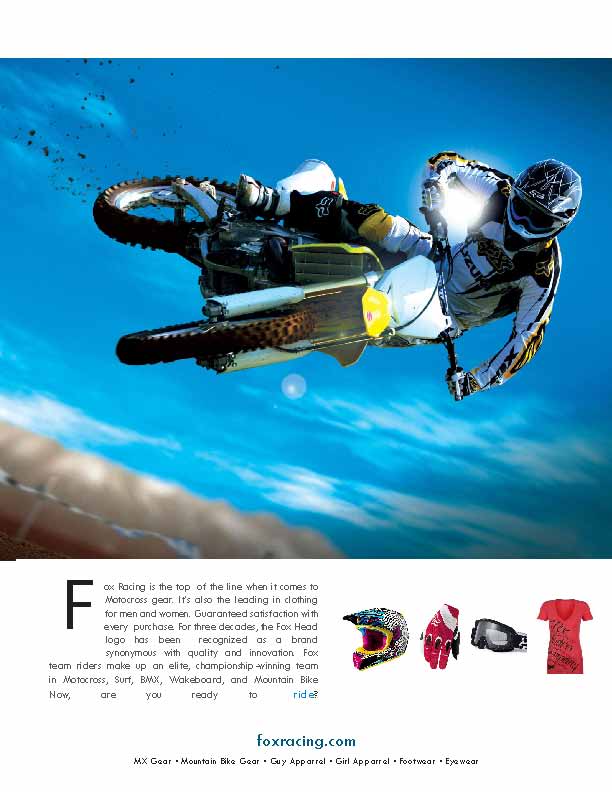 Fox Racing is the top of the line when it comes to
Motocross gear. It's also the leading in clothing
for men and women. Guaranteed satisfaction with
every purchase. For three decades, the Fox Head
logo has been recognized as a brand
synonymous with quality and innovation. Fox
team riders make up an elite, championship-winning team
in Motocross, Surf, BMX, Wakeboard, and Mountain Bike
Now, are you ready to ride?
foxracing.com
MX Gear • Mountain Bike Gear • Guy Apparrel • Girl Apparrel • Footwear • Eyewear